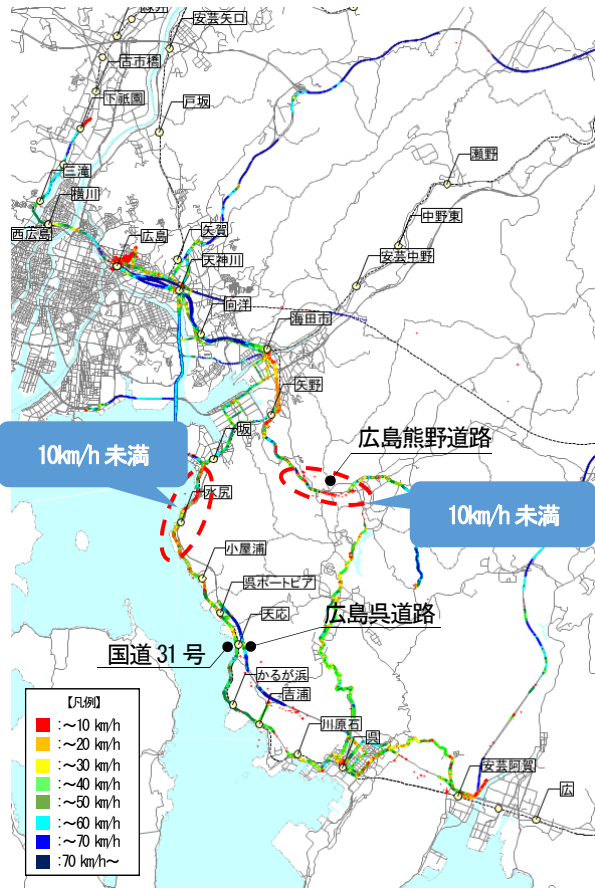 安芸矢口
古市橋
下祇園
戸坂
三滝
横川
西広島
広島
矢賀
天神川
向洋
海田市
瀬野
中野東
安芸中野
矢野
坂
広島熊野道路
10km/h 未満
水尻
10km/h 未満
小屋浦
呉ポートピア
天応
広島呉道路
国道 31 号
かるが浜
吉浦
川原石
呉
安芸阿賀
広
【凡例】
:～10 km/h
:～20 km/h
:～30 km/h
:～40 km/h
:～50 km/h
:～60 km/h
:～70 km/h
:70 km/h～